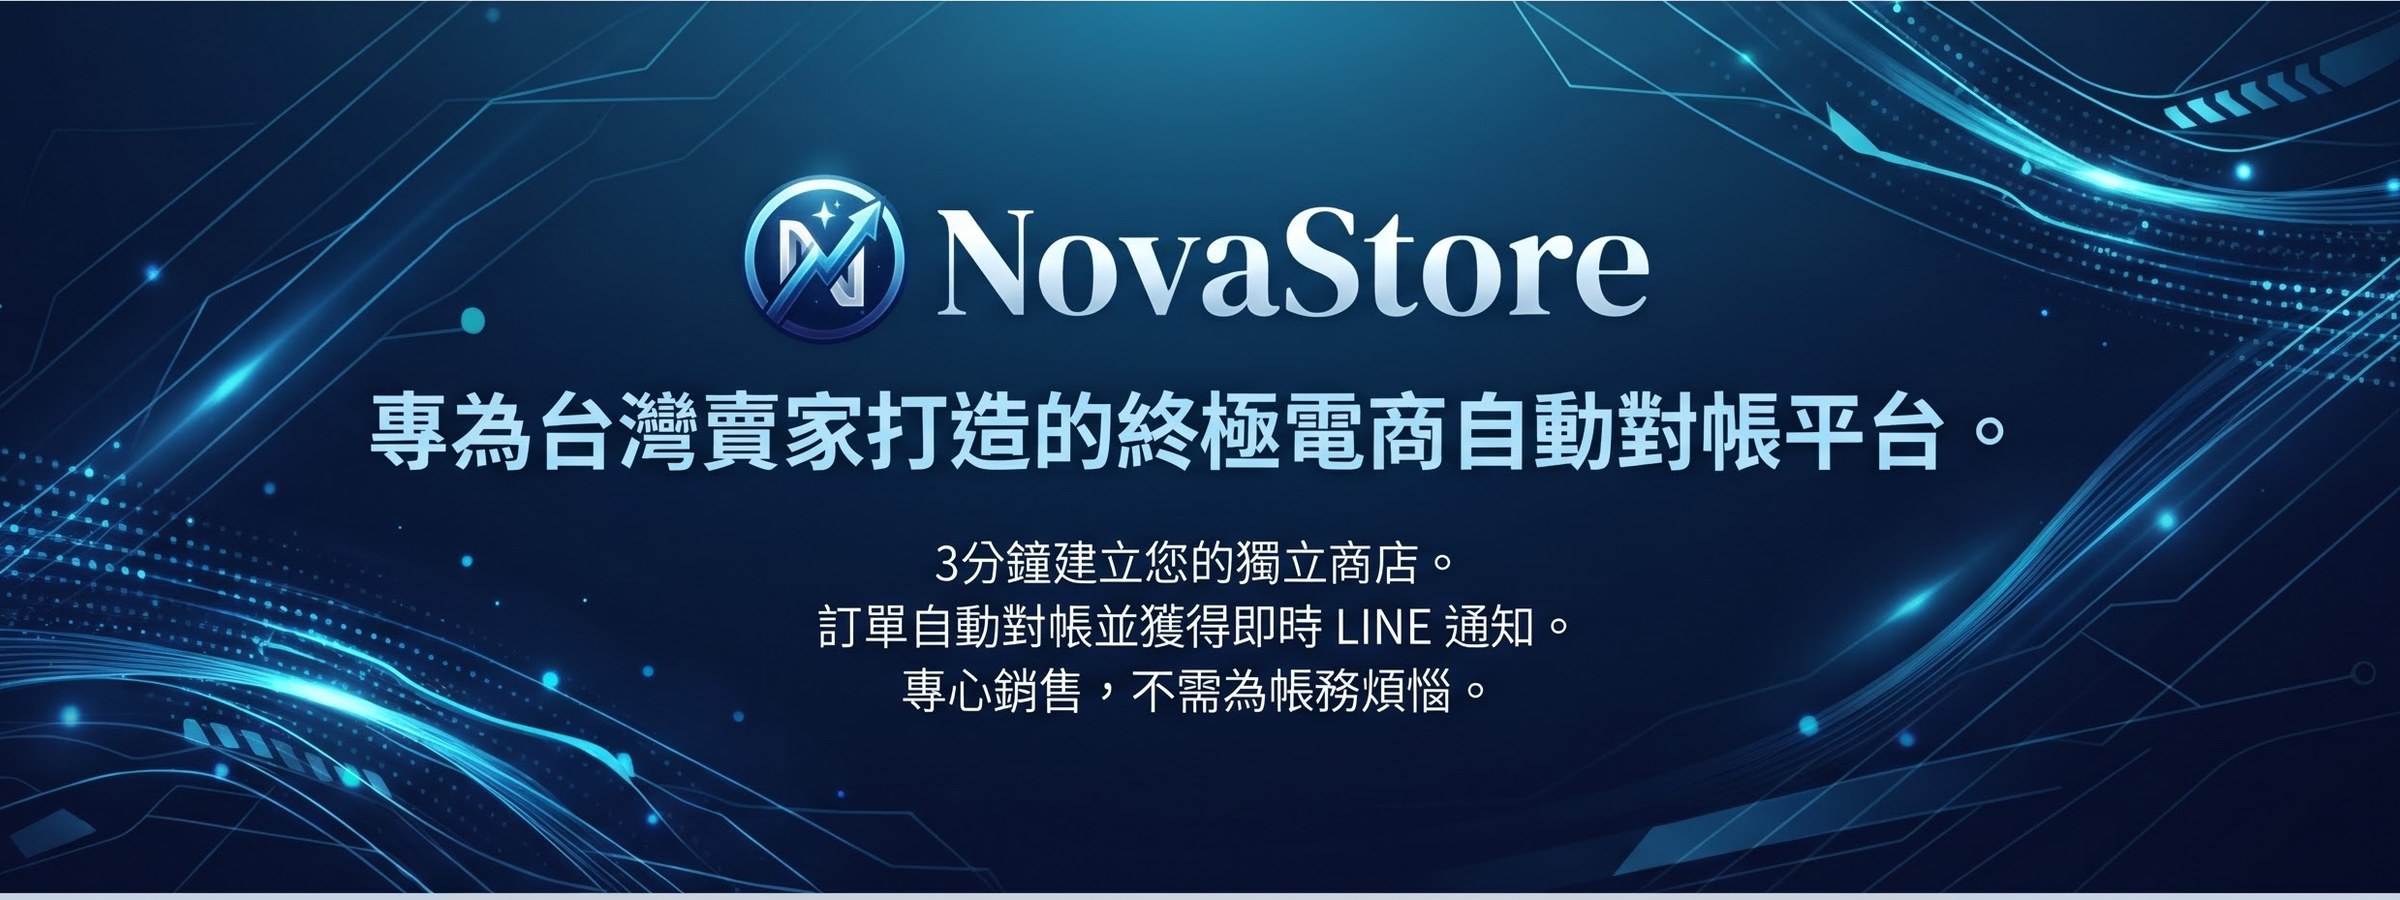 NovaStore
專為台灣賣家打造的終極電商自動對帳平台。
3分鐘建立您的獨立商店。
訂單自動對帳並獲得即時 LINE 通知。
專心銷售，不需為帳務煩惱。